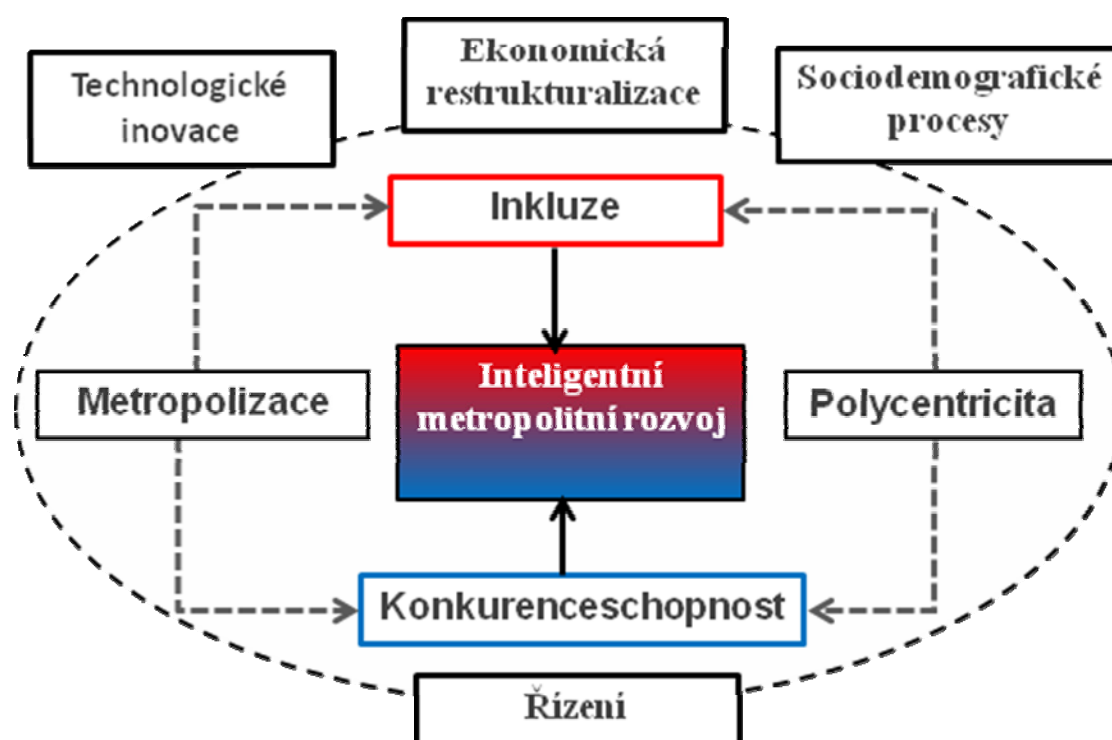 Technologické
inovace
Ekonomická
restrukturalizace
Sociodemografické
procesy
Inkluze
Metropolizace
Inteligentní
metropolitní rozvoj
Polycentricita
Konkurenceschopnost
Řízení